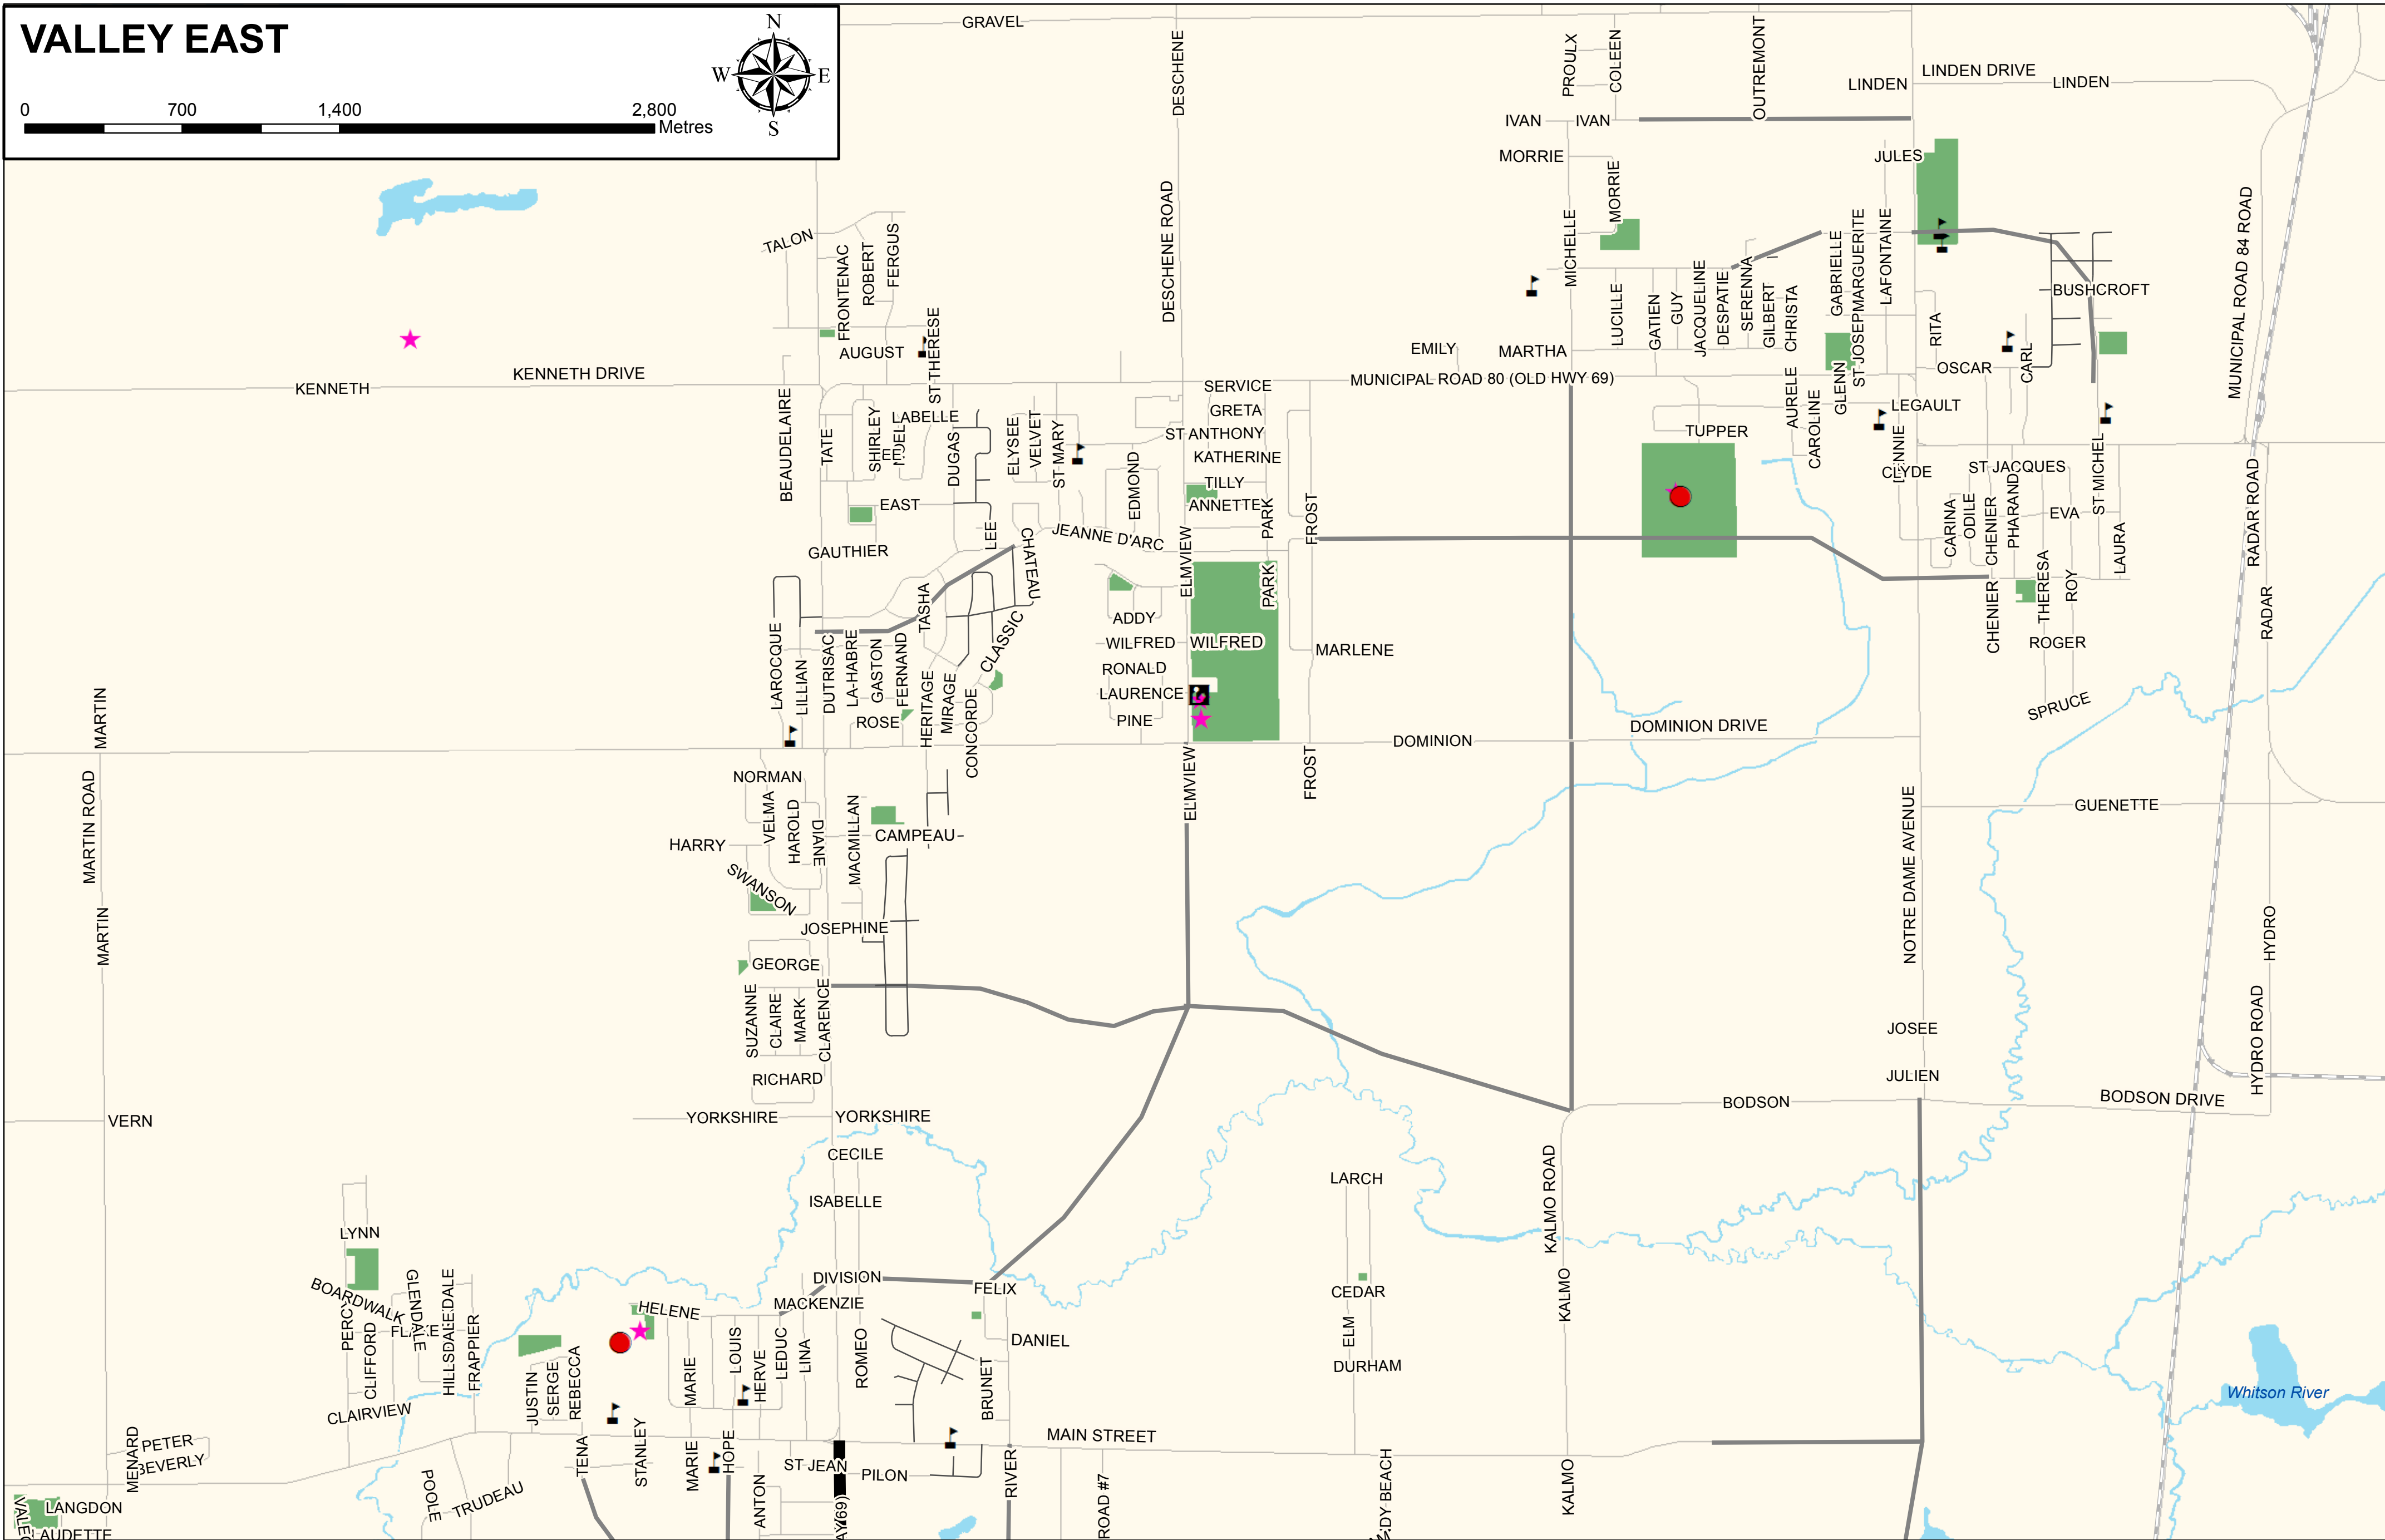 VALLEY EAST
N
W E
S
0 700 1,400 2,800
Metres
GRAVEL
DESCHENE
PROULX
COLEEN
OUTREMONT
LINDEN
LINDEN DRIVE
LINDEN
IVAN
IVAN
MORRIE
MORRIE
JULES
DESCHENE ROAD
MICHELLE
MUNICIPAL ROAD 84 ROAD
TALON
FRONTENAC
ROBERT
FERGUS
ST THERESE
AUGUST
LUCILLE
GATIEN
GUY
JACQUELINE
DESPATIE
SERENNA
GILBERT
CHRISTA
GABRIELLE
ST JOSEP
MARGUERITE
LAFONTAINE
RITA
BUSHCROFT
EMILY
MARTHA
OSCAR
CARL
KENNETH
KENNETH DRIVE
SERVICE
MUNICIPAL ROAD 80 (OLD HWY 69)
GRETA
ST ANTHONY
KATHERINE
TILLY
ANNETTE
BEAUDELAIRE
TATE
SHIRLEY
LABELLE
DUGAS
ELYSEE
VELVET
ST MARY
EDMOND
AURELE
CAROLINE
GLENN
LEGAULT
TUPPER
CLYDE
ST JACQUES
ST MICHEL
EAST
GAUTHIER
LEE
CHATEAU
JEANNE D'ARC
ELMVIEW
PARK
PARK
FROST
CARINA
ODILE
CHENIER
CHENIER
PHARAND
EVA
THERESA
ROY
LAURA
RADAR ROAD
RADAR
LAROCQUE
LILLIAN
DUTRISAC
LA-HABRE
GASTON
FERNAND
TASHA
CLASSIC
HERITAGE
MIRAGE
CONCORDE
ROSE
ADDY
WILFRED
WILFRED
RONALD
LAURENCE
PINE
MARLENE
ROGER
SPRUCE
MARTIN
MARTIN ROAD
MARTIN
DOMINION
DOMINION DRIVE
NORMAN
VELMA
HAROLD
DIANE
MACMILLAN
CAMPEAU
HARRY
SWANSON
ELMVIEW
FROST
GUENETTE
NOTRE DAME AVENUE
JOSEPHINE
GEORGE
SUZANNE
CLAIRE
MARK
CLARENCE
RICHARD
HYDRO
HYDRO ROAD
JOSEE
JULIEN
BODSON
BODSON DRIVE
VERN
YORKSHIRE
YORKSHIRE
CECILE
ISABELLE
LARCH
KALMO ROAD
KALMO
LYNN
BOARDWALK
GLENDALE
HILLSDALE
CLIFFORD
FRAPPIER
CLAIRVIEW
HELENE
DIVISION
MACKENZIE
FELIX
DANIEL
CEDAR
ELM
DURHAM
Whitson River
JUSTIN
SERGE
REBECCA
MARIE
LOUIS
HERVE
LEDUC
LINA
ROMEO
BRUNET
MENARD
PETER
BEVERLY
TENA
STANLEY
MARIE
HOPE
ANTON
ST JEAN
PILON
RIVER
MAIN STREET
ROAD #7
DY BEACH
KALMO
POOLE
TRUDEAU
LANGDON
AUDETTE